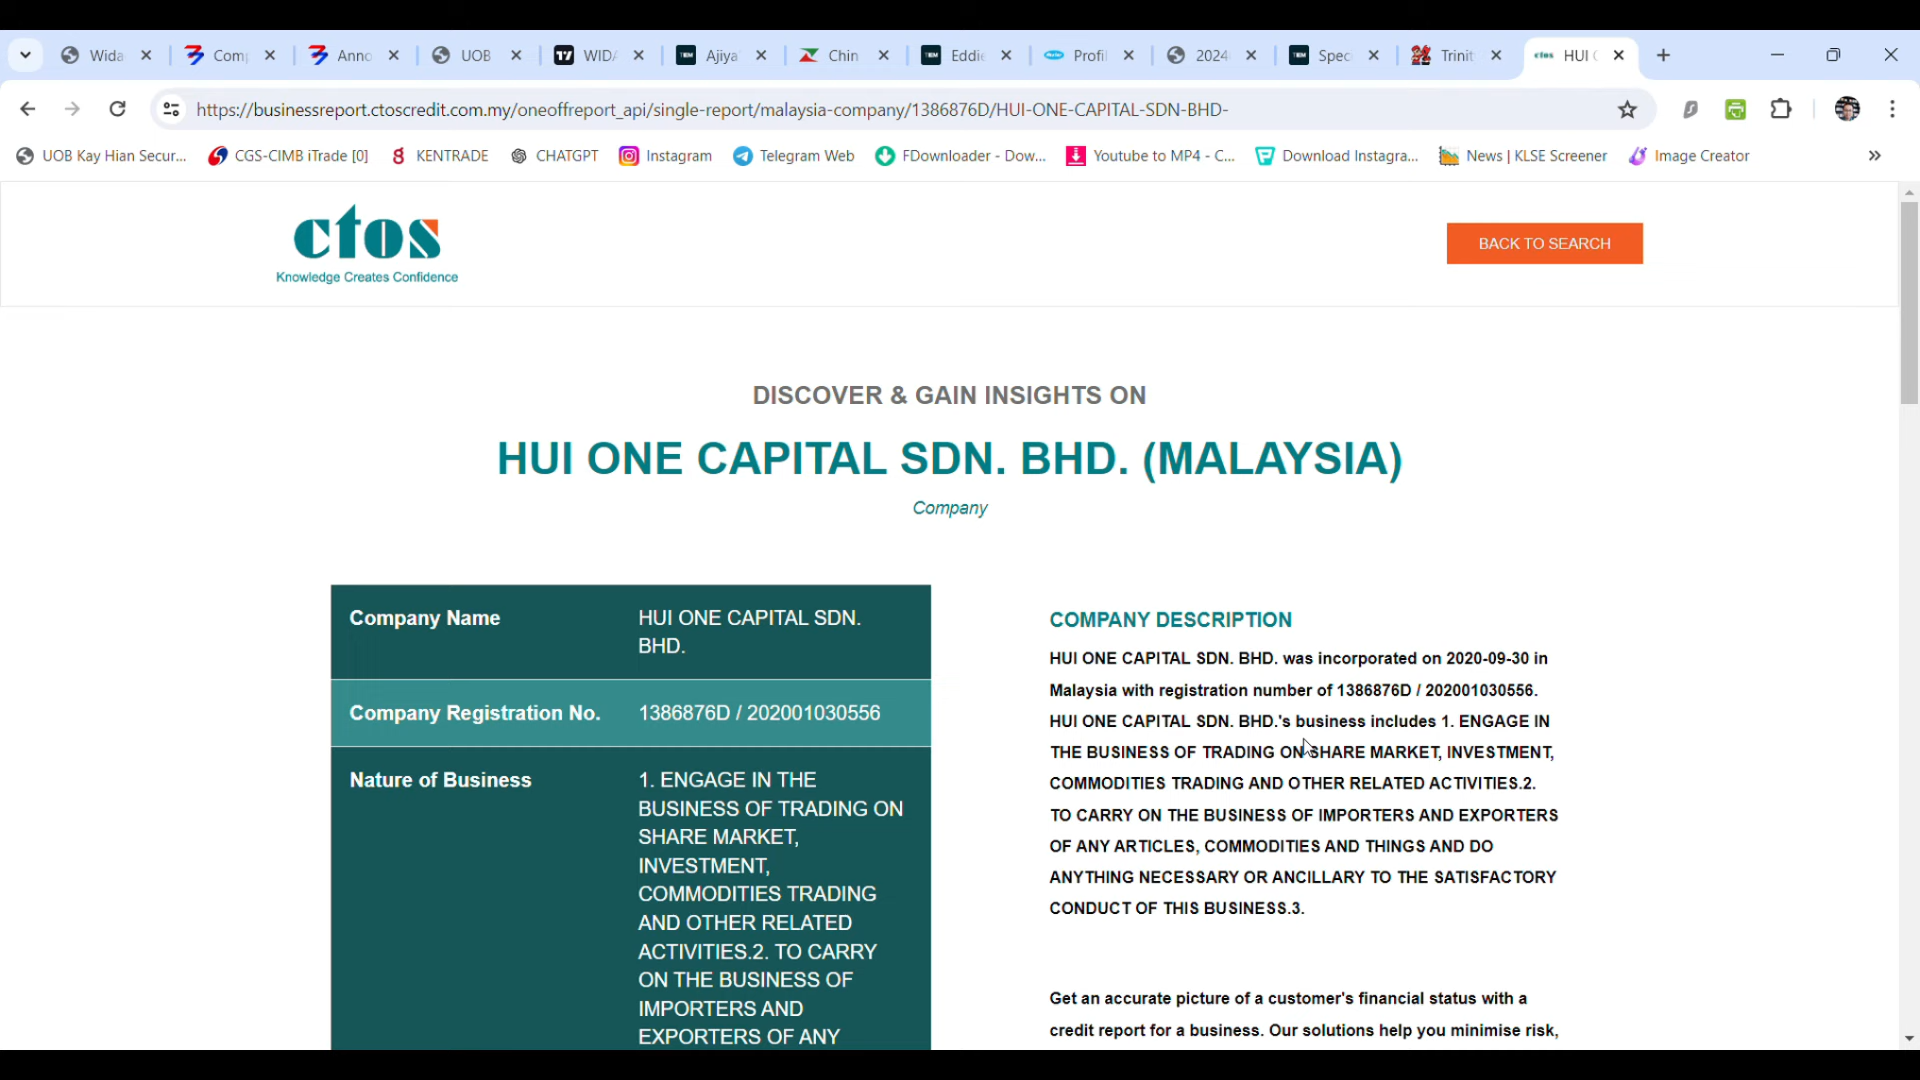 Wida
Com
Anno
UOB
WIDA
Ajiya
Chin
Eddie
Profil
2024
Spec
Trinit
ctos HUI
https://businessreport.ctoscredit.com.my/oneoffreport_api/single-report/malaysia-company/1386876D/HUI-ONE-CAPITAL-SDN-BHD-
UOB Kay Hian Secur...
CGS-CIMB iTrade [0]
KENTRADE
CHATGPT
Instagram
Telegram Web
FDownloader - Dow...
Youtube to MP4 - C...
Download Instagra...
News | KLSE Screener
Image Creator
ctos
Knowledge Creates Confidence
BACK TO SEARCH
DISCOVER & GAIN INSIGHTS ON
HUI ONE CAPITAL SDN. BHD. (MALAYSIA)
Company
Company Name
HUI ONE CAPITAL SDN.
BHD.
Company Registration No.
1386876D / 202001030556
Nature of Business
1. ENGAGE IN THE
BUSINESS OF TRADING ON
SHARE MARKET,
INVESTMENT,
COMMODITIES TRADING
AND OTHER RELATED
ACTIVITIES.2. TO CARRY
ON THE BUSINESS OF
IMPORTERS AND
EXPORTERS OF ANY
COMPANY DESCRIPTION
HUI ONE CAPITAL SDN. BHD. was incorporated on 2020-09-30 in
Malaysia with registration number of 1386876D / 202001030556.
HUI ONE CAPITAL SDN. BHD.'s business includes 1. ENGAGE IN
THE BUSINESS OF TRADING ON SHARE MARKET, INVESTMENT,
COMMODITIES TRADING AND OTHER RELATED ACTIVITIES.2.
TO CARRY ON THE BUSINESS OF IMPORTERS AND EXPORTERS
OF ANY ARTICLES, COMMODITIES AND THINGS AND DO
ANYTHING NECESSARY OR ANCILLARY TO THE SATISFACTORY
CONDUCT OF THIS BUSINESS.3.
Get an accurate picture of a customer's financial status with a
credit report for a business. Our solutions help you minimise risk,